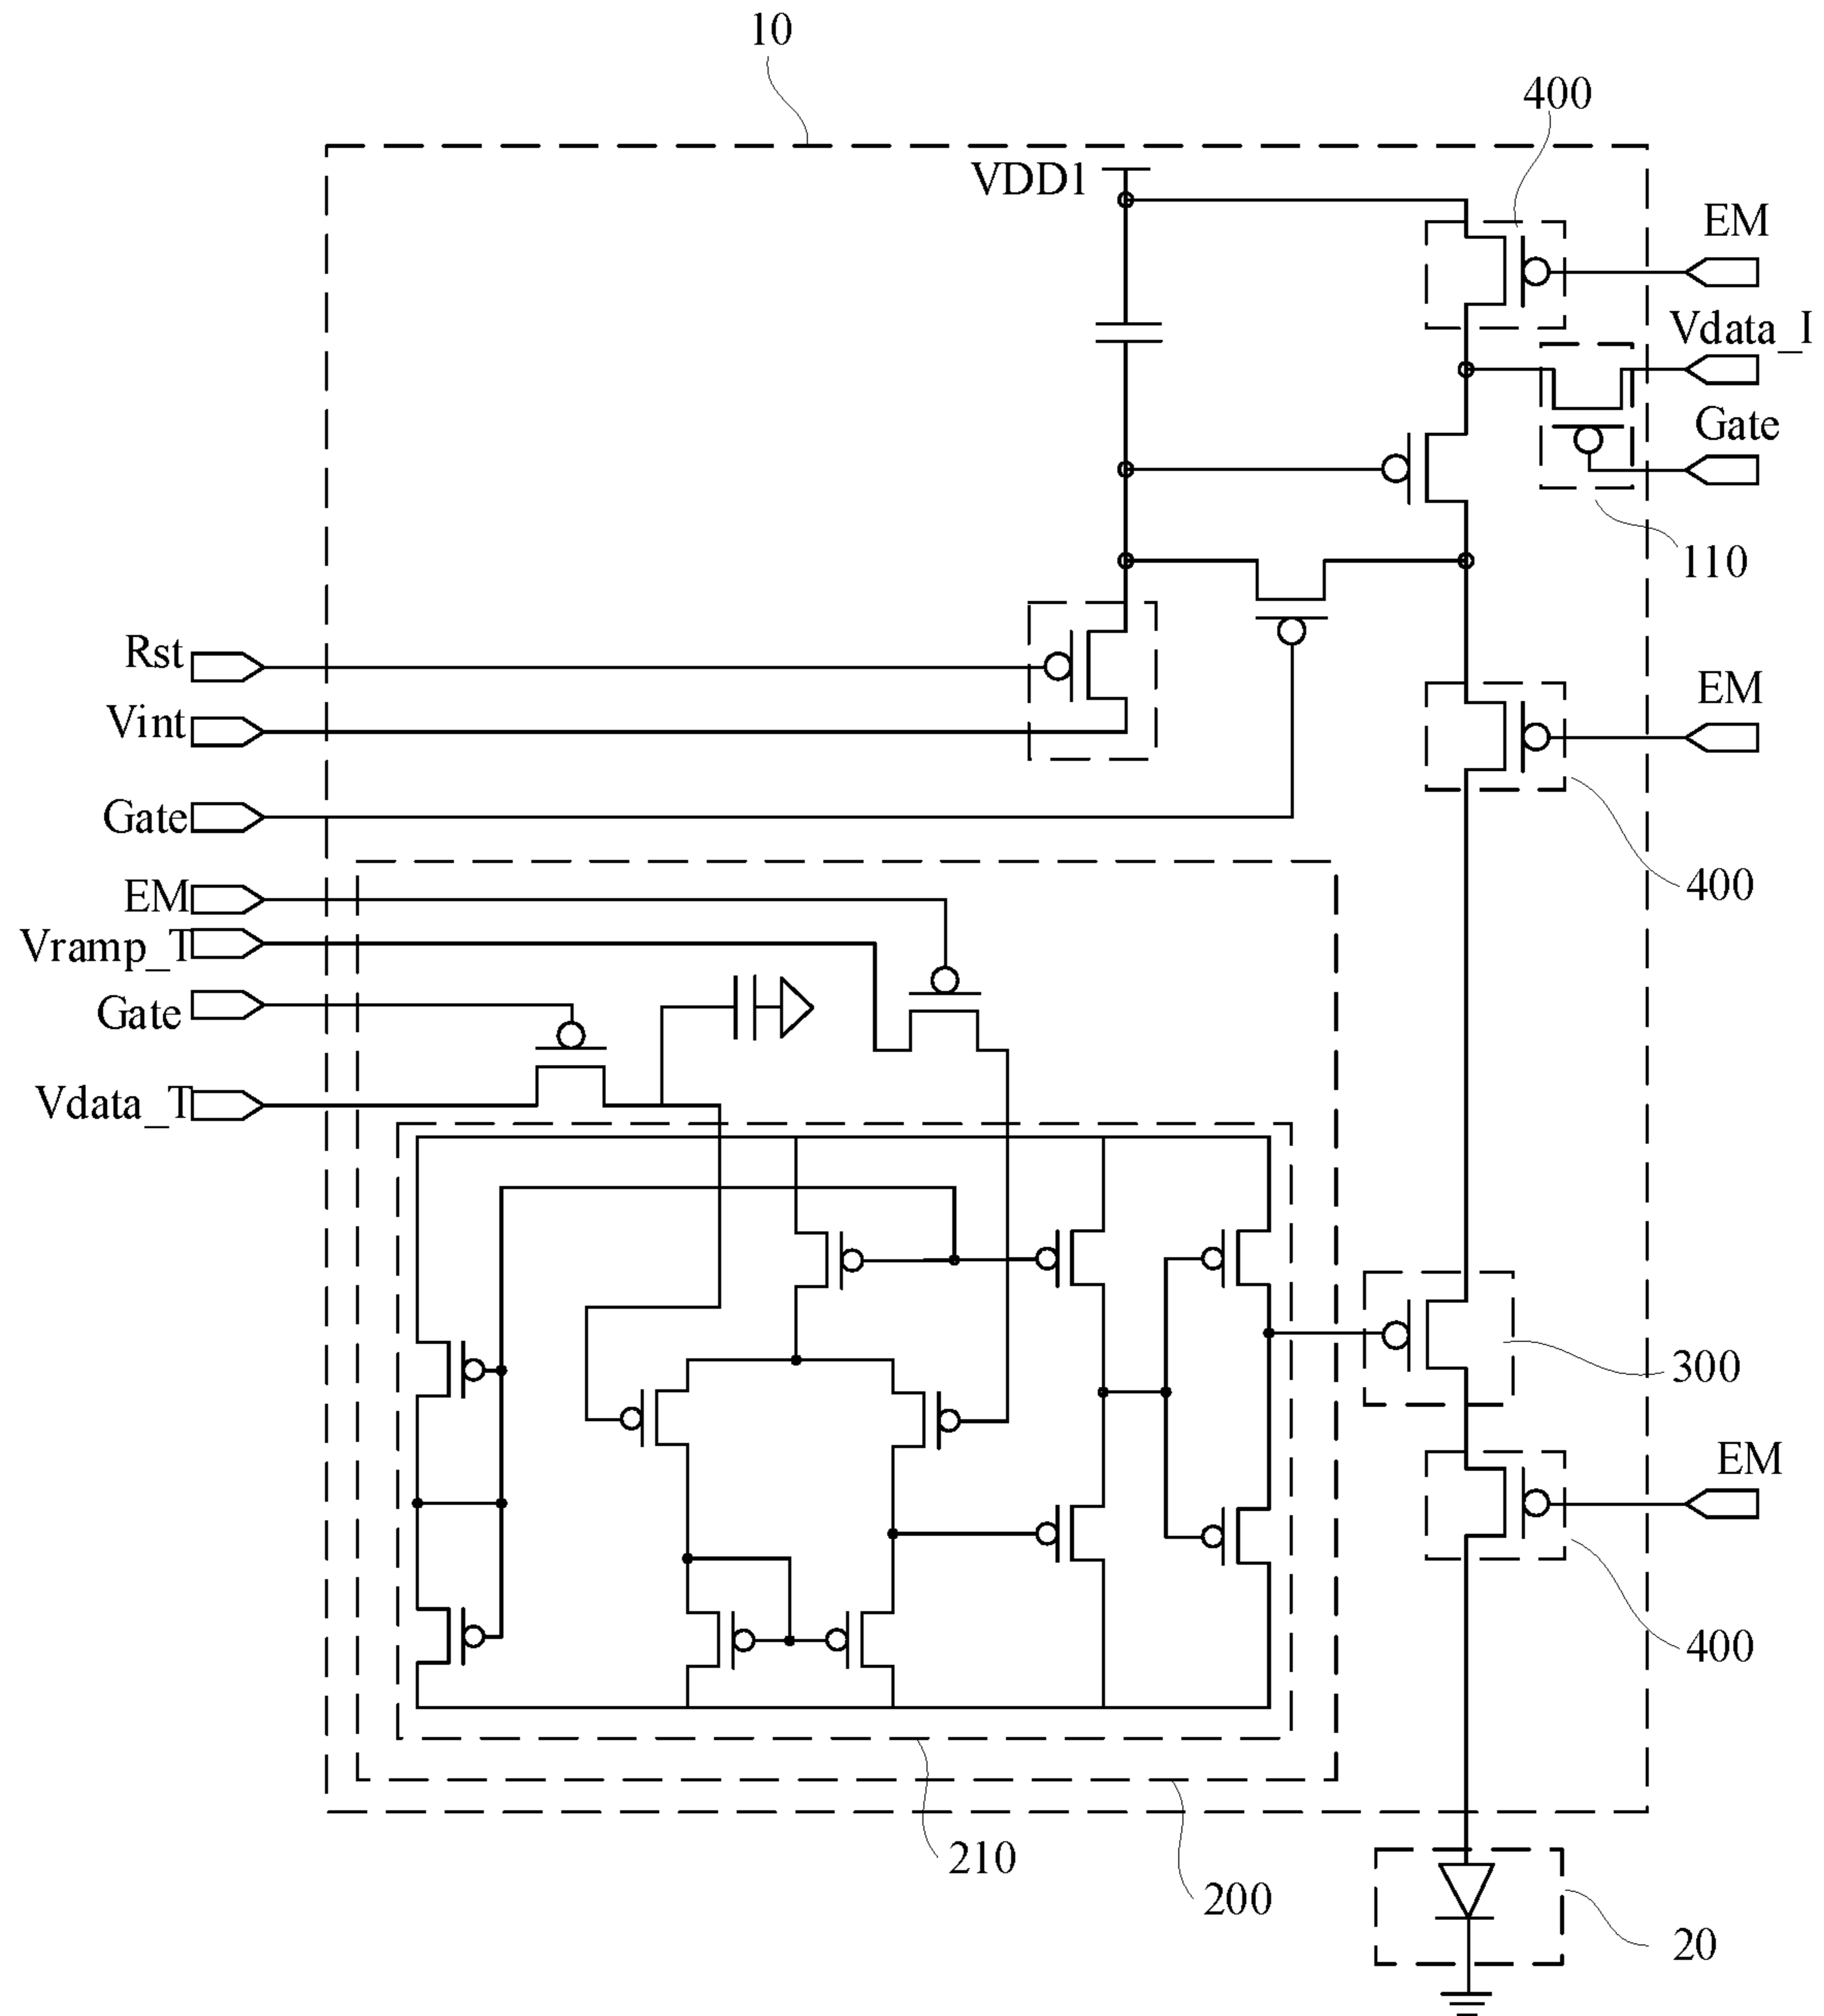 10
400
VDD1
EM
Vdata_I
Gate
110
Rst
EM
Vint
Gate
400
EM
Vramp_T
Gate
Vdata_T
300
EM
400
210
200
20